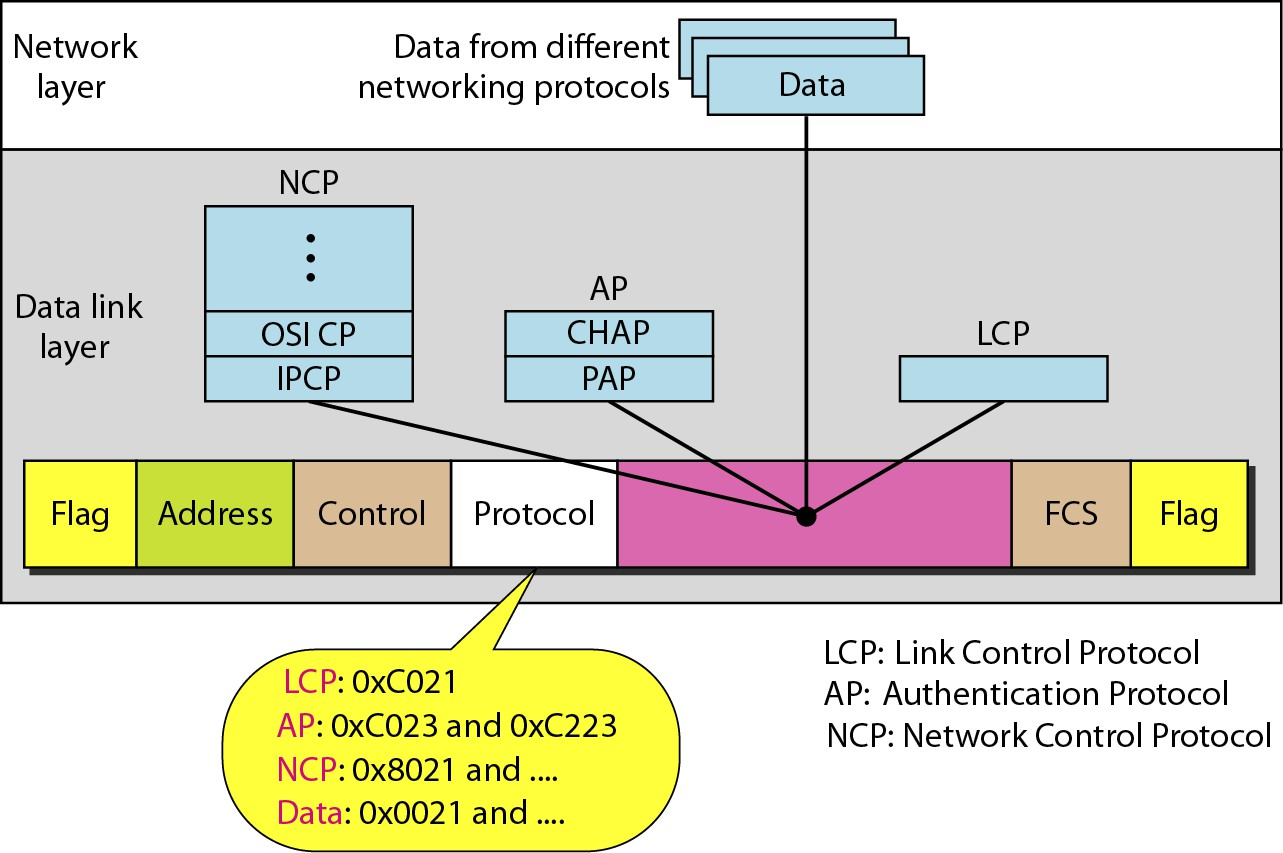 Network
layer
Data from different
networking protocols
Data
NCP
OSI CP
IPCP
Data link
layer
AP
CHAP
PAP
LCP
Flag
Address
Control
Protocol
FCS
Flag
LCP: 0xC021
AP: 0xC023 and 0xC223
NCP: 0x8021 and ....
Data: 0x0021 and ....
LCP: Link Control Protocol
AP: Authentication Protocol
NCP: Network Control Protocol